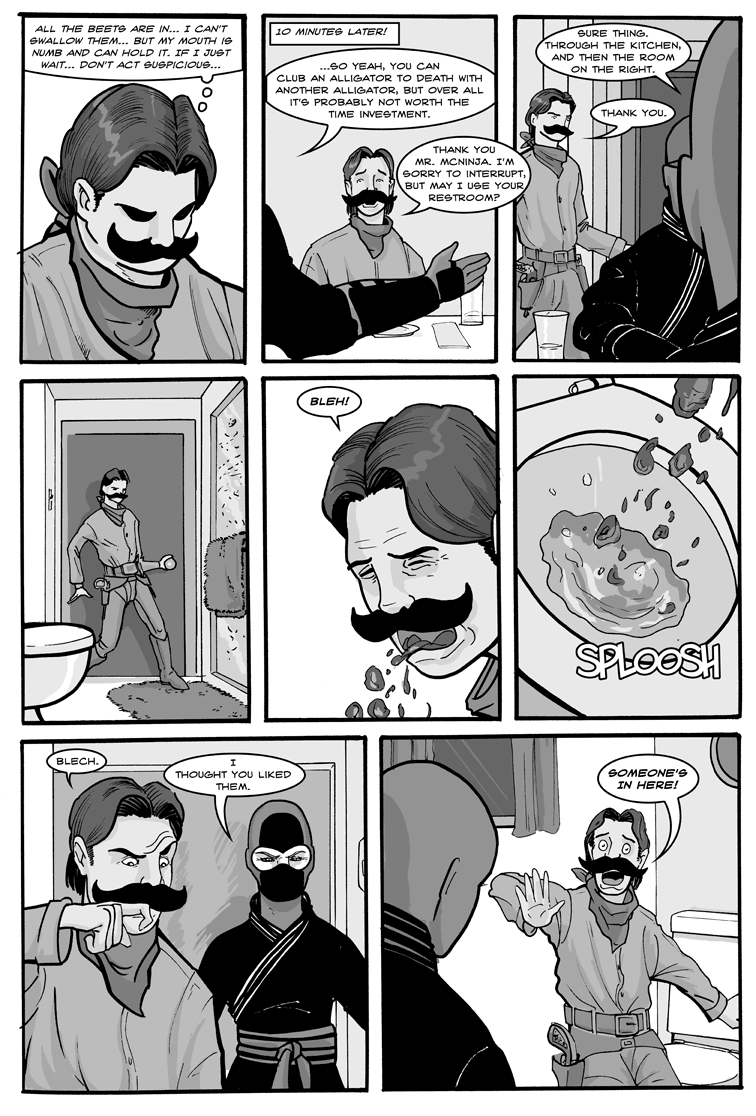 ALL THE BEETS ARE IN... I CAN'T
SWALLOW THEM... BUT MY MOUTH IS
NUMB AND CAN HOLD IT. IF I JUST
WAIT... DON'T ACT SUSPICIOUS...
10 MINUTES LATER!
...SO YEAH, YOU CAN
CLUB AN ALLIGATOR TO DEATH WITH
ANOTHER ALLIGATOR, BUT OVER ALL
IT'S PROBABLY NOT WORTH THE
TIME INVESTMENT.
THANK YOU
MR. MCNINJA. I'M
SORRY TO INTERRUPT,
BUT MAY I USE YOUR
RESTROOM?
SURE THING.
THROUGH THE KITCHEN,
AND THEN THE ROOM
ON THE RIGHT.
THANK YOU.
BLEH!
SPLOOSH
BLECH.
I
THOUGHT YOU LIKED
THEM.
SOMEONE'S
IN HERE!